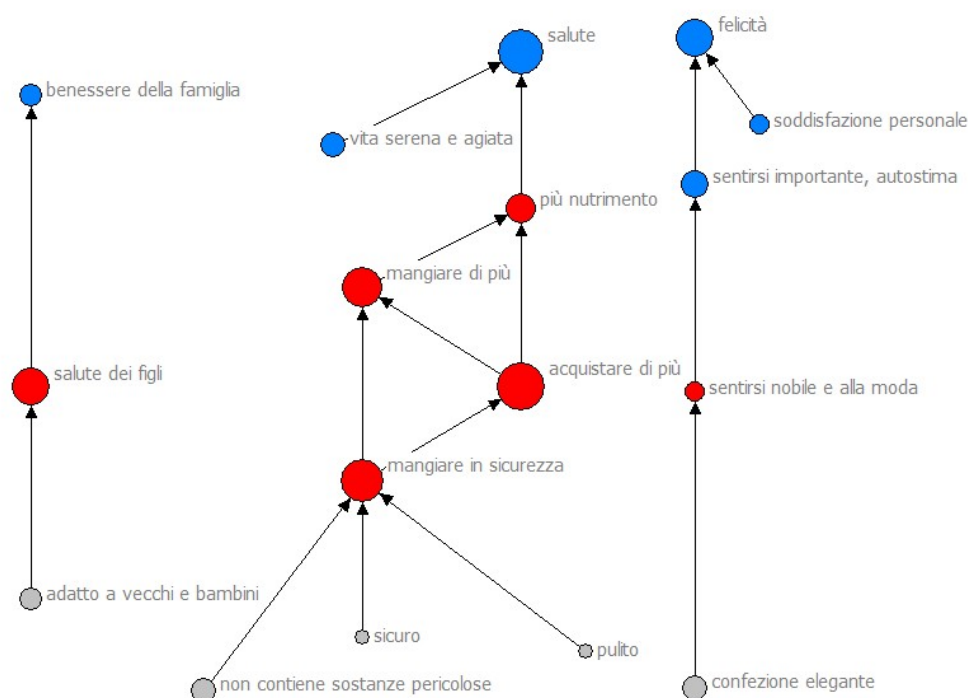 salute
felicità
benessere della famiglia
soddisfazione personale
vita serena e agiata
sentirsi importante, autostima
più nutrimento
mangiare di più
salute dei figli
acquistare di più
sentirsi nobile e alla moda
mangiare in sicurezza
adatto a vecchi e bambini
sicuro
pulito
non contiene sostanze pericolose
confezione elegante